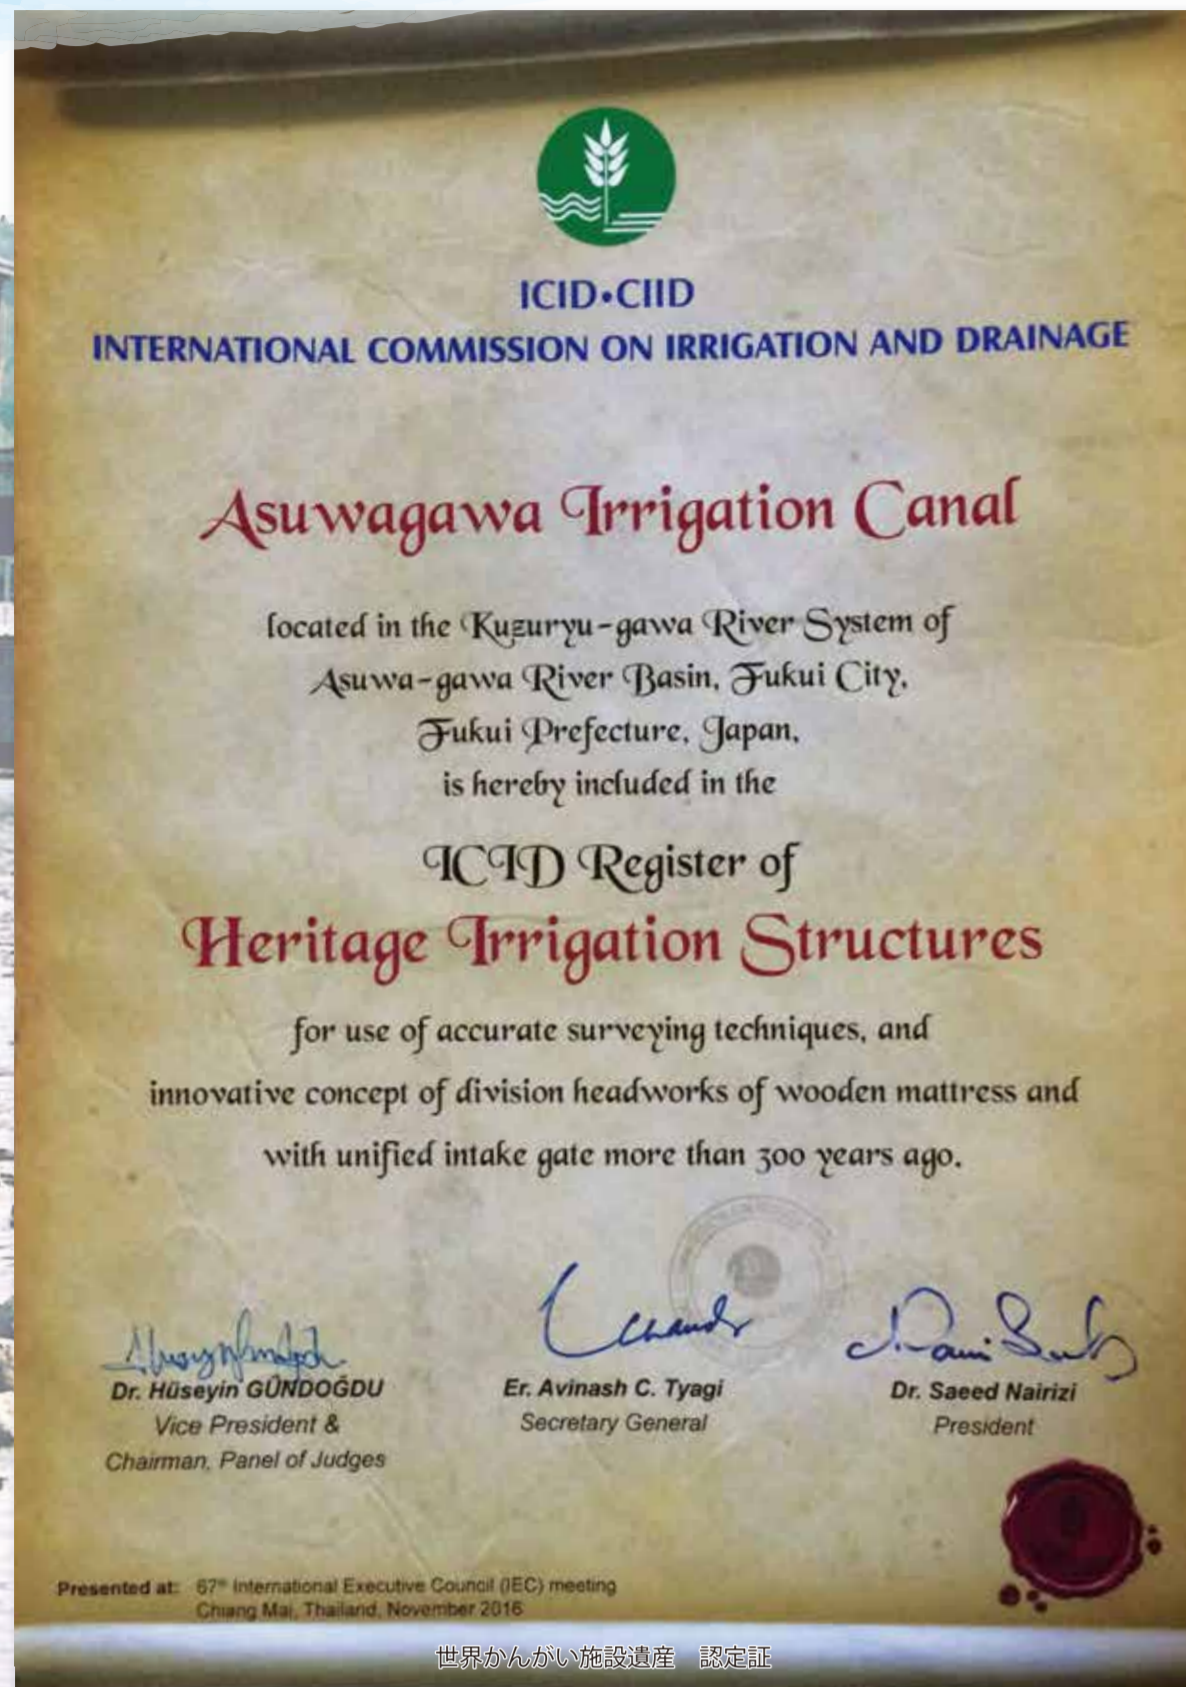 ICID•CIID
INTERNATIONAL COMMISSION ON IRRIGATION AND DRAINAGE
Asuwagawa Irrigation Canal
located in the Kuzuryu-gawa River System of
Asuwa-gawa River Basin, Fukui City,
Fukui Prefecture, Japan,
is hereby included in the
ICID Register of
Heritage Irrigation Structures
for use of accurate surveying techniques, and
innovative concept of division headworks of wooden mattress and
with unified intake gate more than 300 years ago.
Dr. Hüseyin GÜNDOĞDU
Vice President &
Chairman, Panel of Judges
Er. Avinash C. Tyagi
Secretary General
Dr. Saeed Nairizi
President
Presented at: 67th International Executive Council (IEC) meeting
Chiang Mai, Thailand, November 2016
世界かんがい施設遺産　認定証